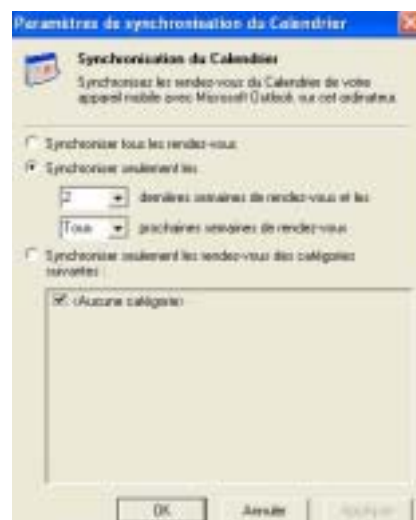 Paramètres de synchronisation du Calendrier
Synchronisation du Calendrier
Synchronisez les rendez-vous du Calendrier de votre
appareil mobile avec Microsoft Outlook sur cet ordinateur.
Synchroniser tous les rendez-vous
Synchroniser seulement les
2 dernières semaines de rendez-vous et les
Tous prochaines semaines de rendez-vous
Synchroniser seulement les rendez-vous des catégories
suivantes :
<Aucune catégorie>
OK Annuler Appliquer